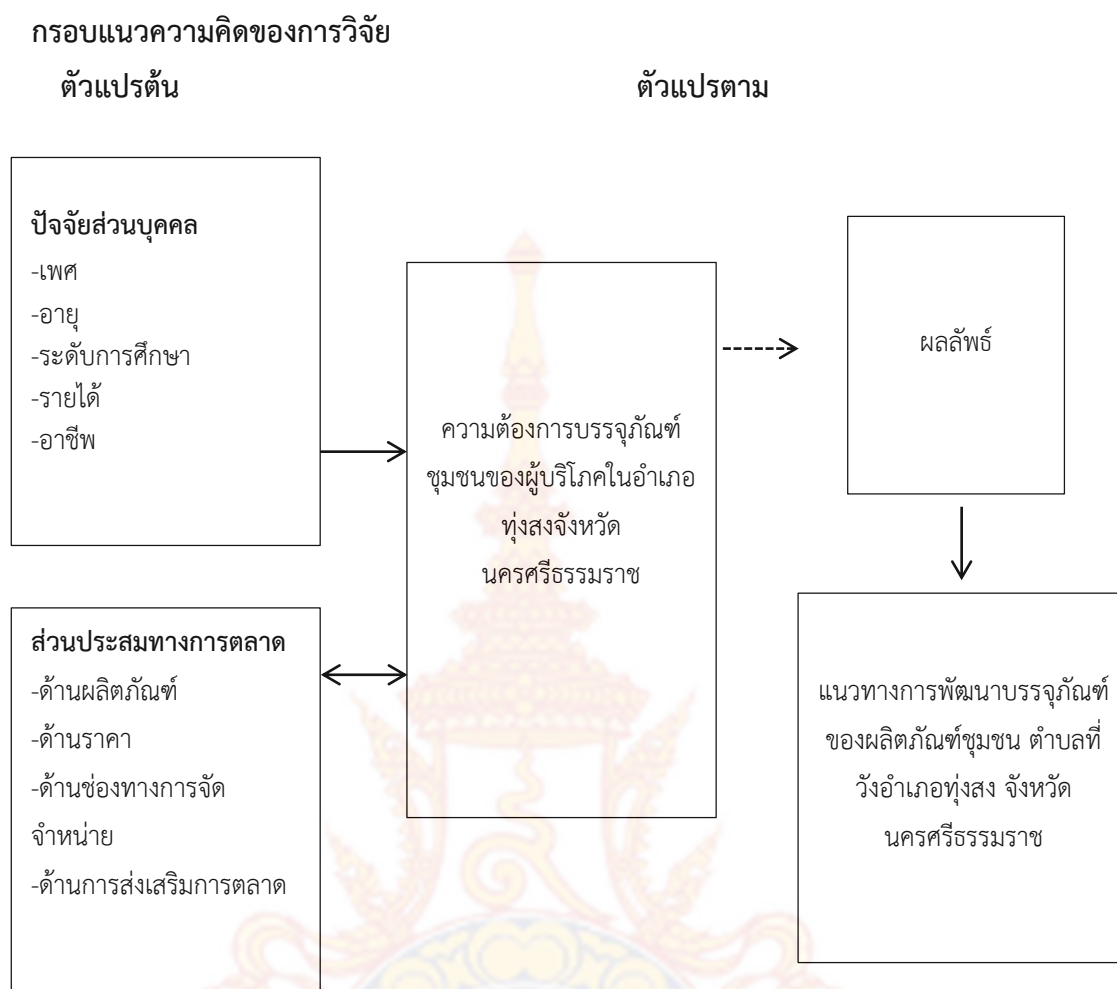 กรอบแนวความคิดของการวิจัย
ตัวแปรต้น
ตัวแปรตาม
ปัจจัยส่วนบุคคล
-เพศ
-อายุ
-ระดับการศึกษา
-รายได้
-อาชีพ
ส่วนประสมทางการตลาด
-ด้านผลิตภัณฑ์
-ด้านราคา
-ด้านช่องทางการจัด
จำหน่าย
-ด้านการส่งเสริมการตลาด
ความต้องการบรรจุภัณฑ์
ชุมชนของผู้บริโภคในอำเภอ
ทุ่งสงจังหวัด
นครศรีธรรมราช
ผลลัพธ์
แนวทางการพัฒนาบรรจุภัณฑ์
ของผลิตภัณฑ์ชุมชน ตำบลที่
วังอำเภอทุ่งสง จังหวัด
นครศรีธรรมราช